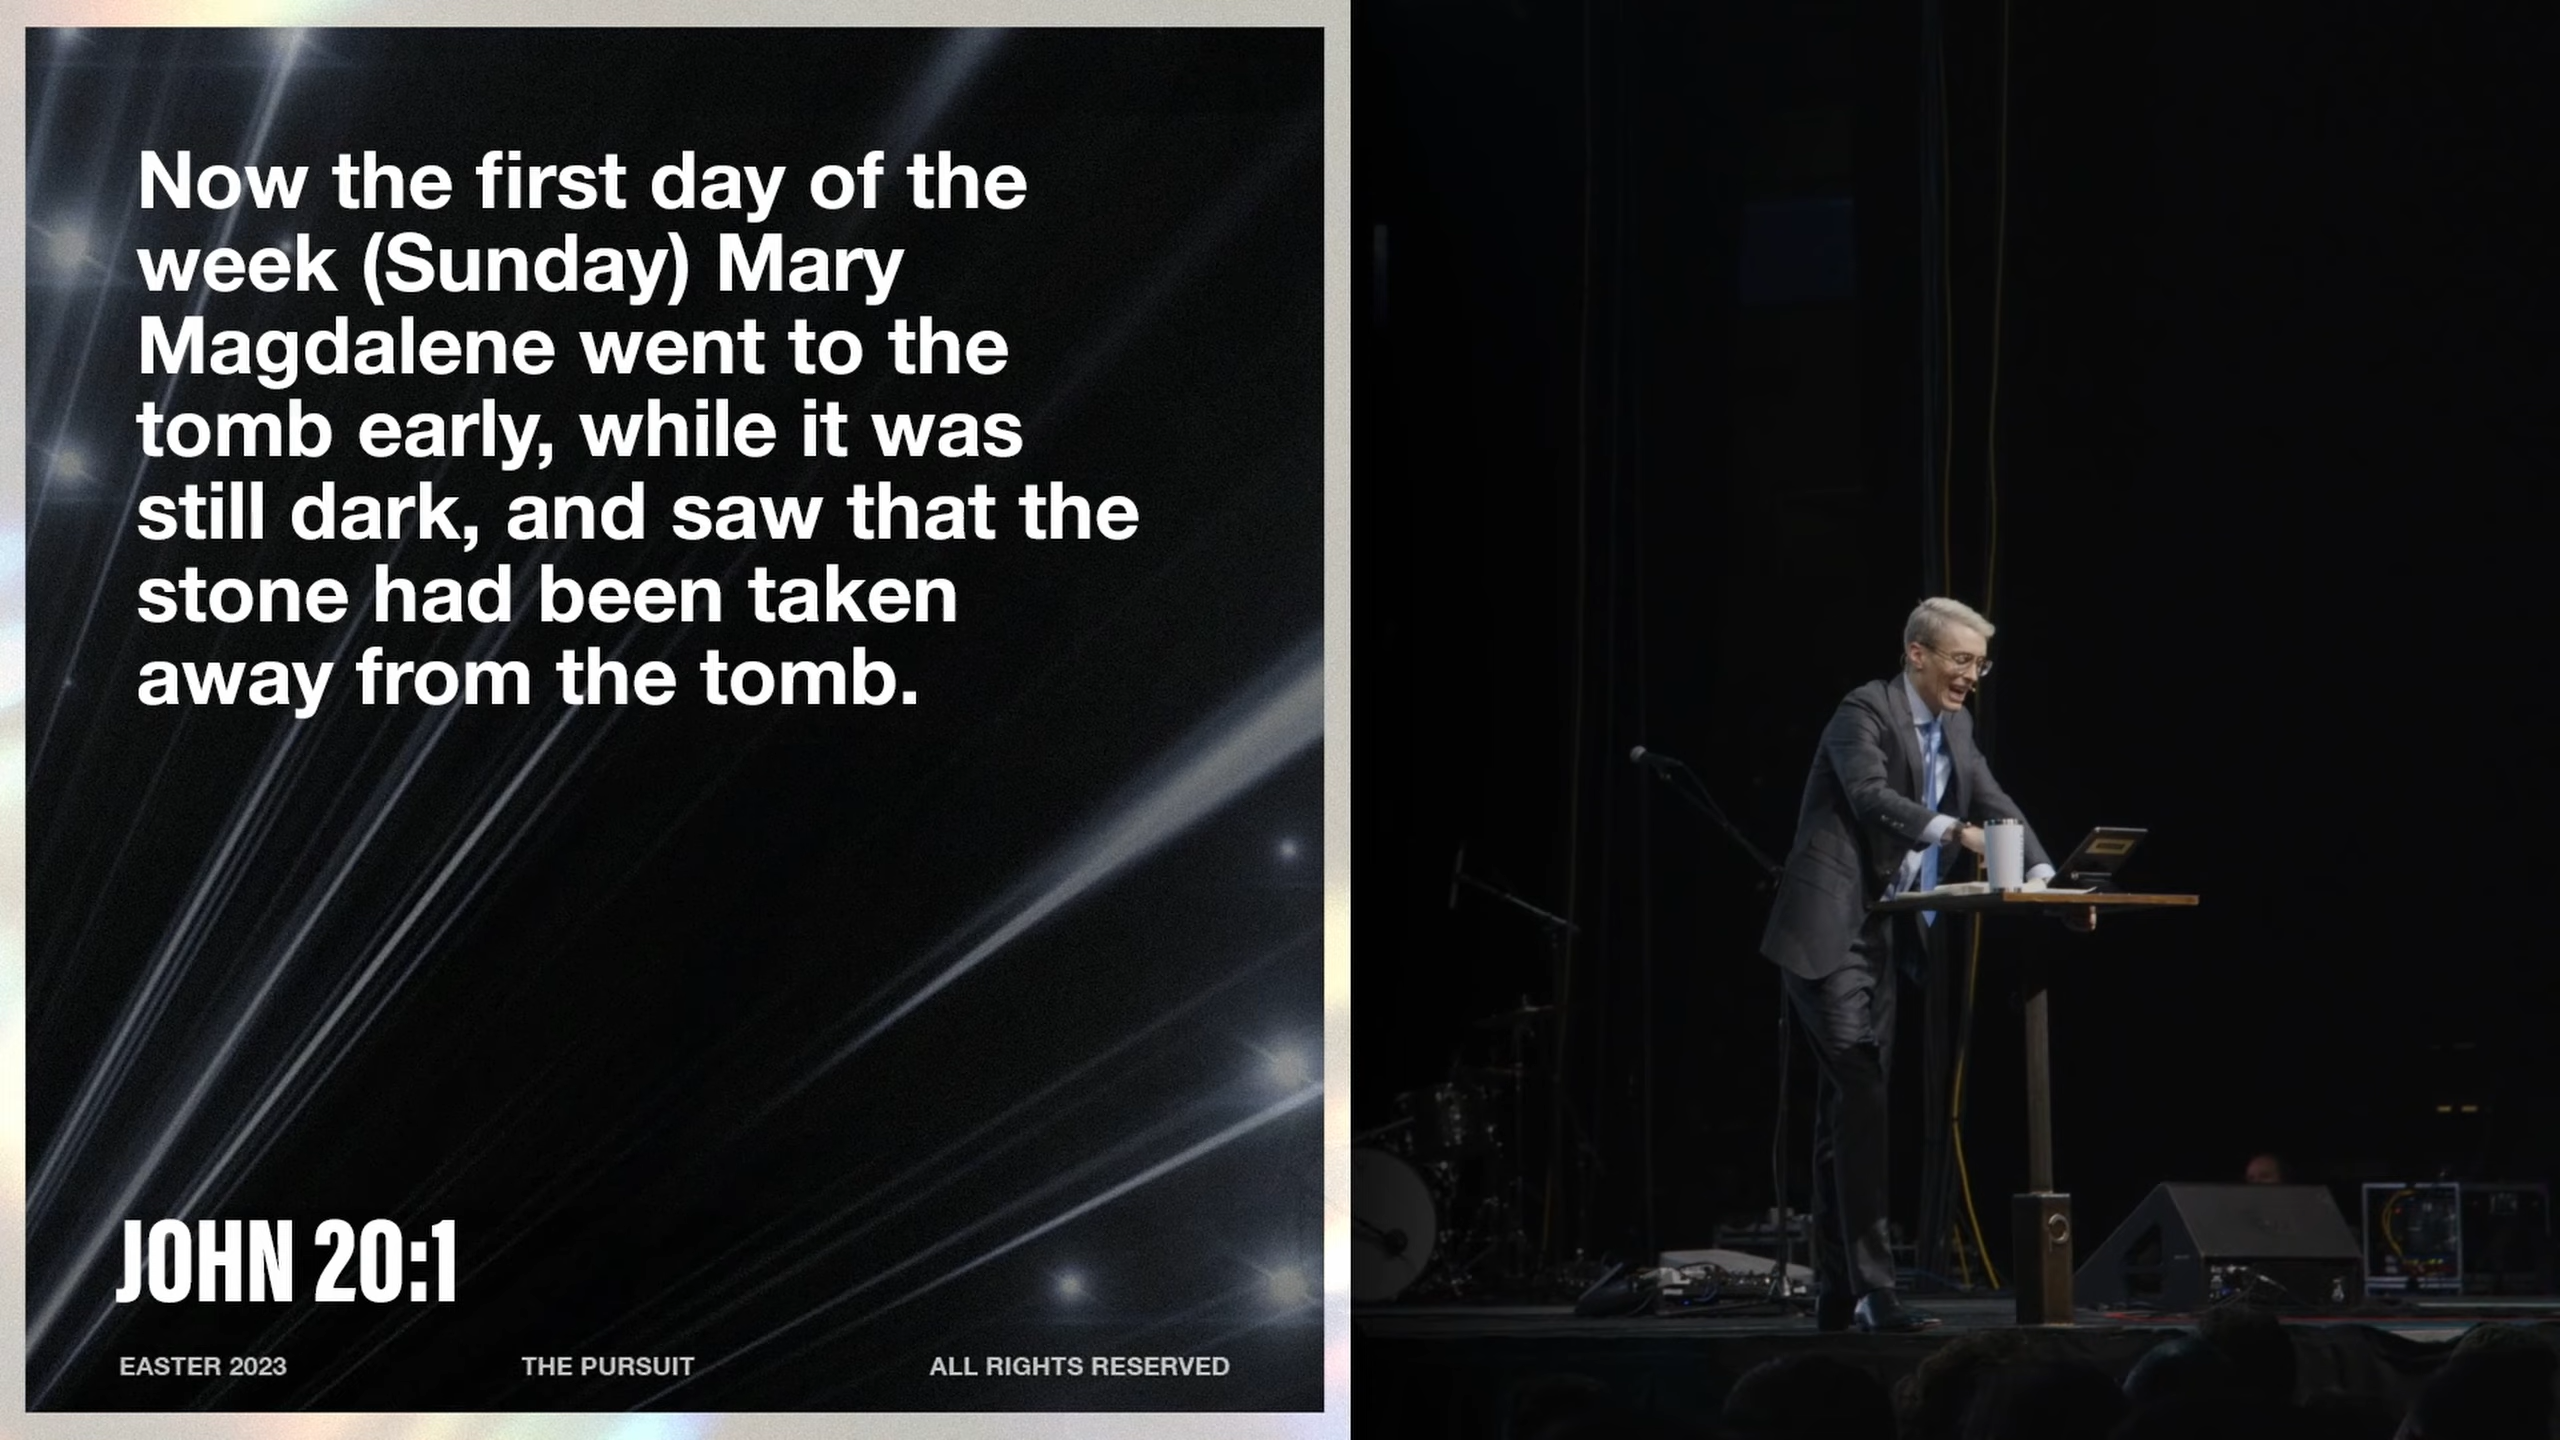 Now the first day of the
week (Sunday) Mary
Magdalene went to the
tomb early, while it was
still dark, and saw that the
stone had been taken
away from the tomb.
JOHN 20:1
EASTER 2023
THE PURSUIT
ALL RIGHTS RESERVED